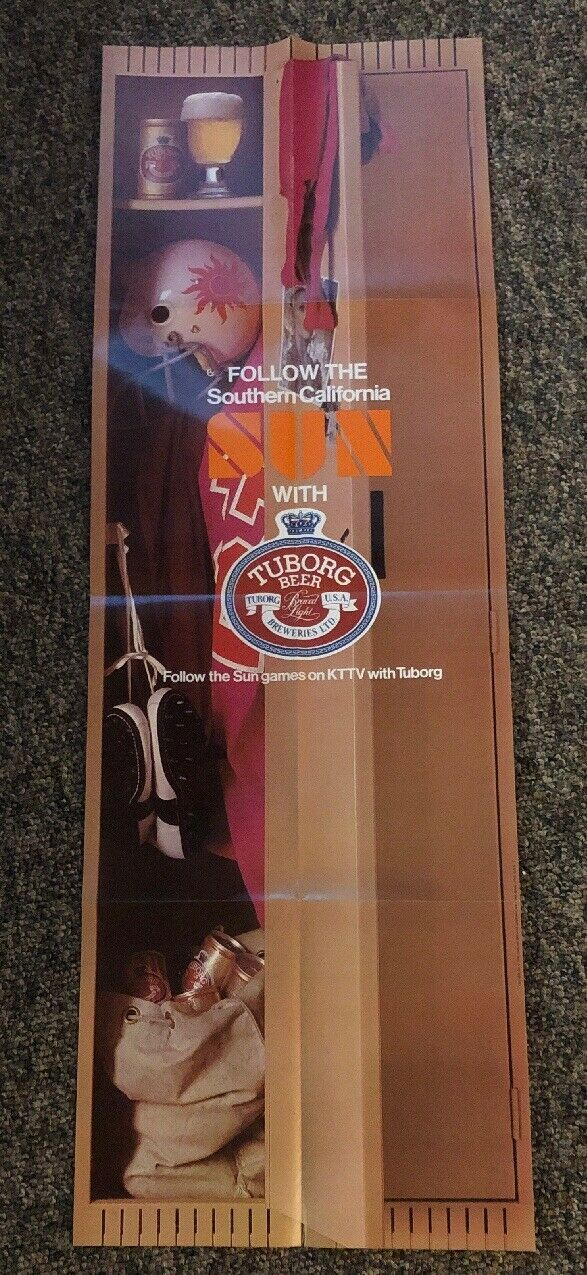 FOLLOW THE
Southern California
SUN
WITH
TUBORG
BEER
TUBORG
U.S.A.
Brewed
Light
BREWERIES LTD
Follow the Sun games on KTTV with Tuborg